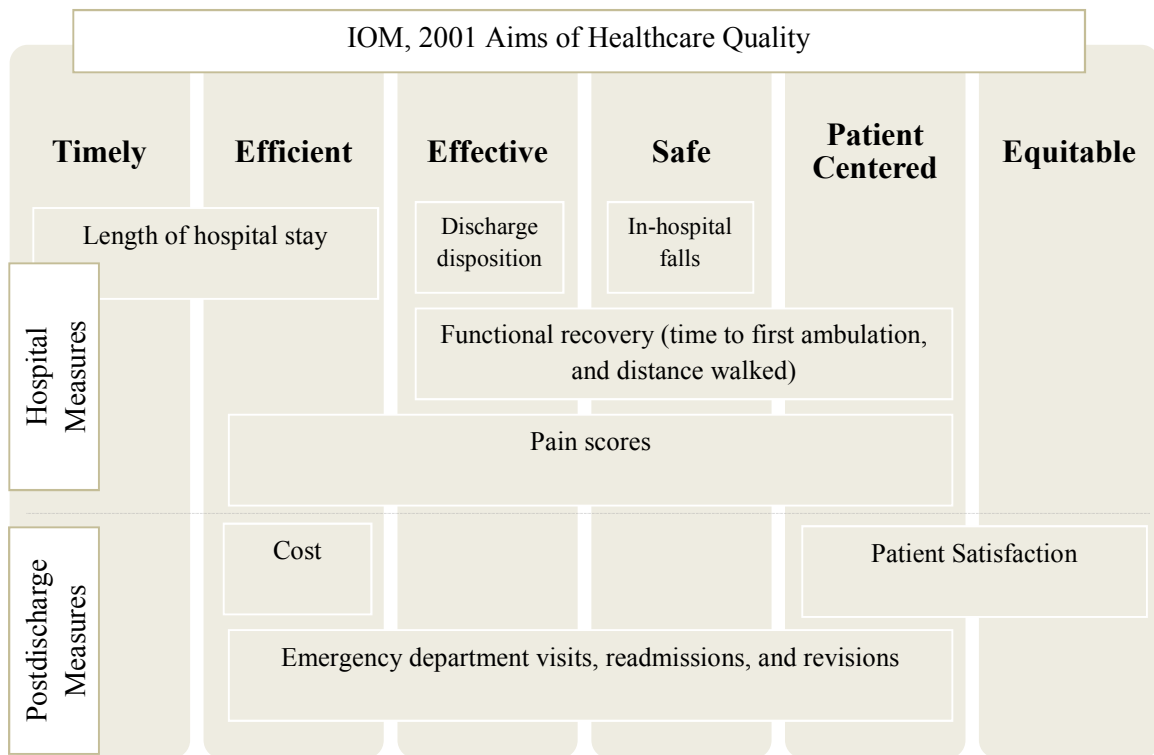 IOM, 2001 Aims of Healthcare Quality
Timely
Efficient
Effective
Safe
Patient
Centered
Equitable
Hospital
Measures
Length of hospital stay
Discharge
disposition
In-hospital
falls
Functional recovery (time to first ambulation,
and distance walked)
Pain scores
Postdischarge
Measures
Cost
Patient Satisfaction
Emergency department visits, readmissions, and revisions